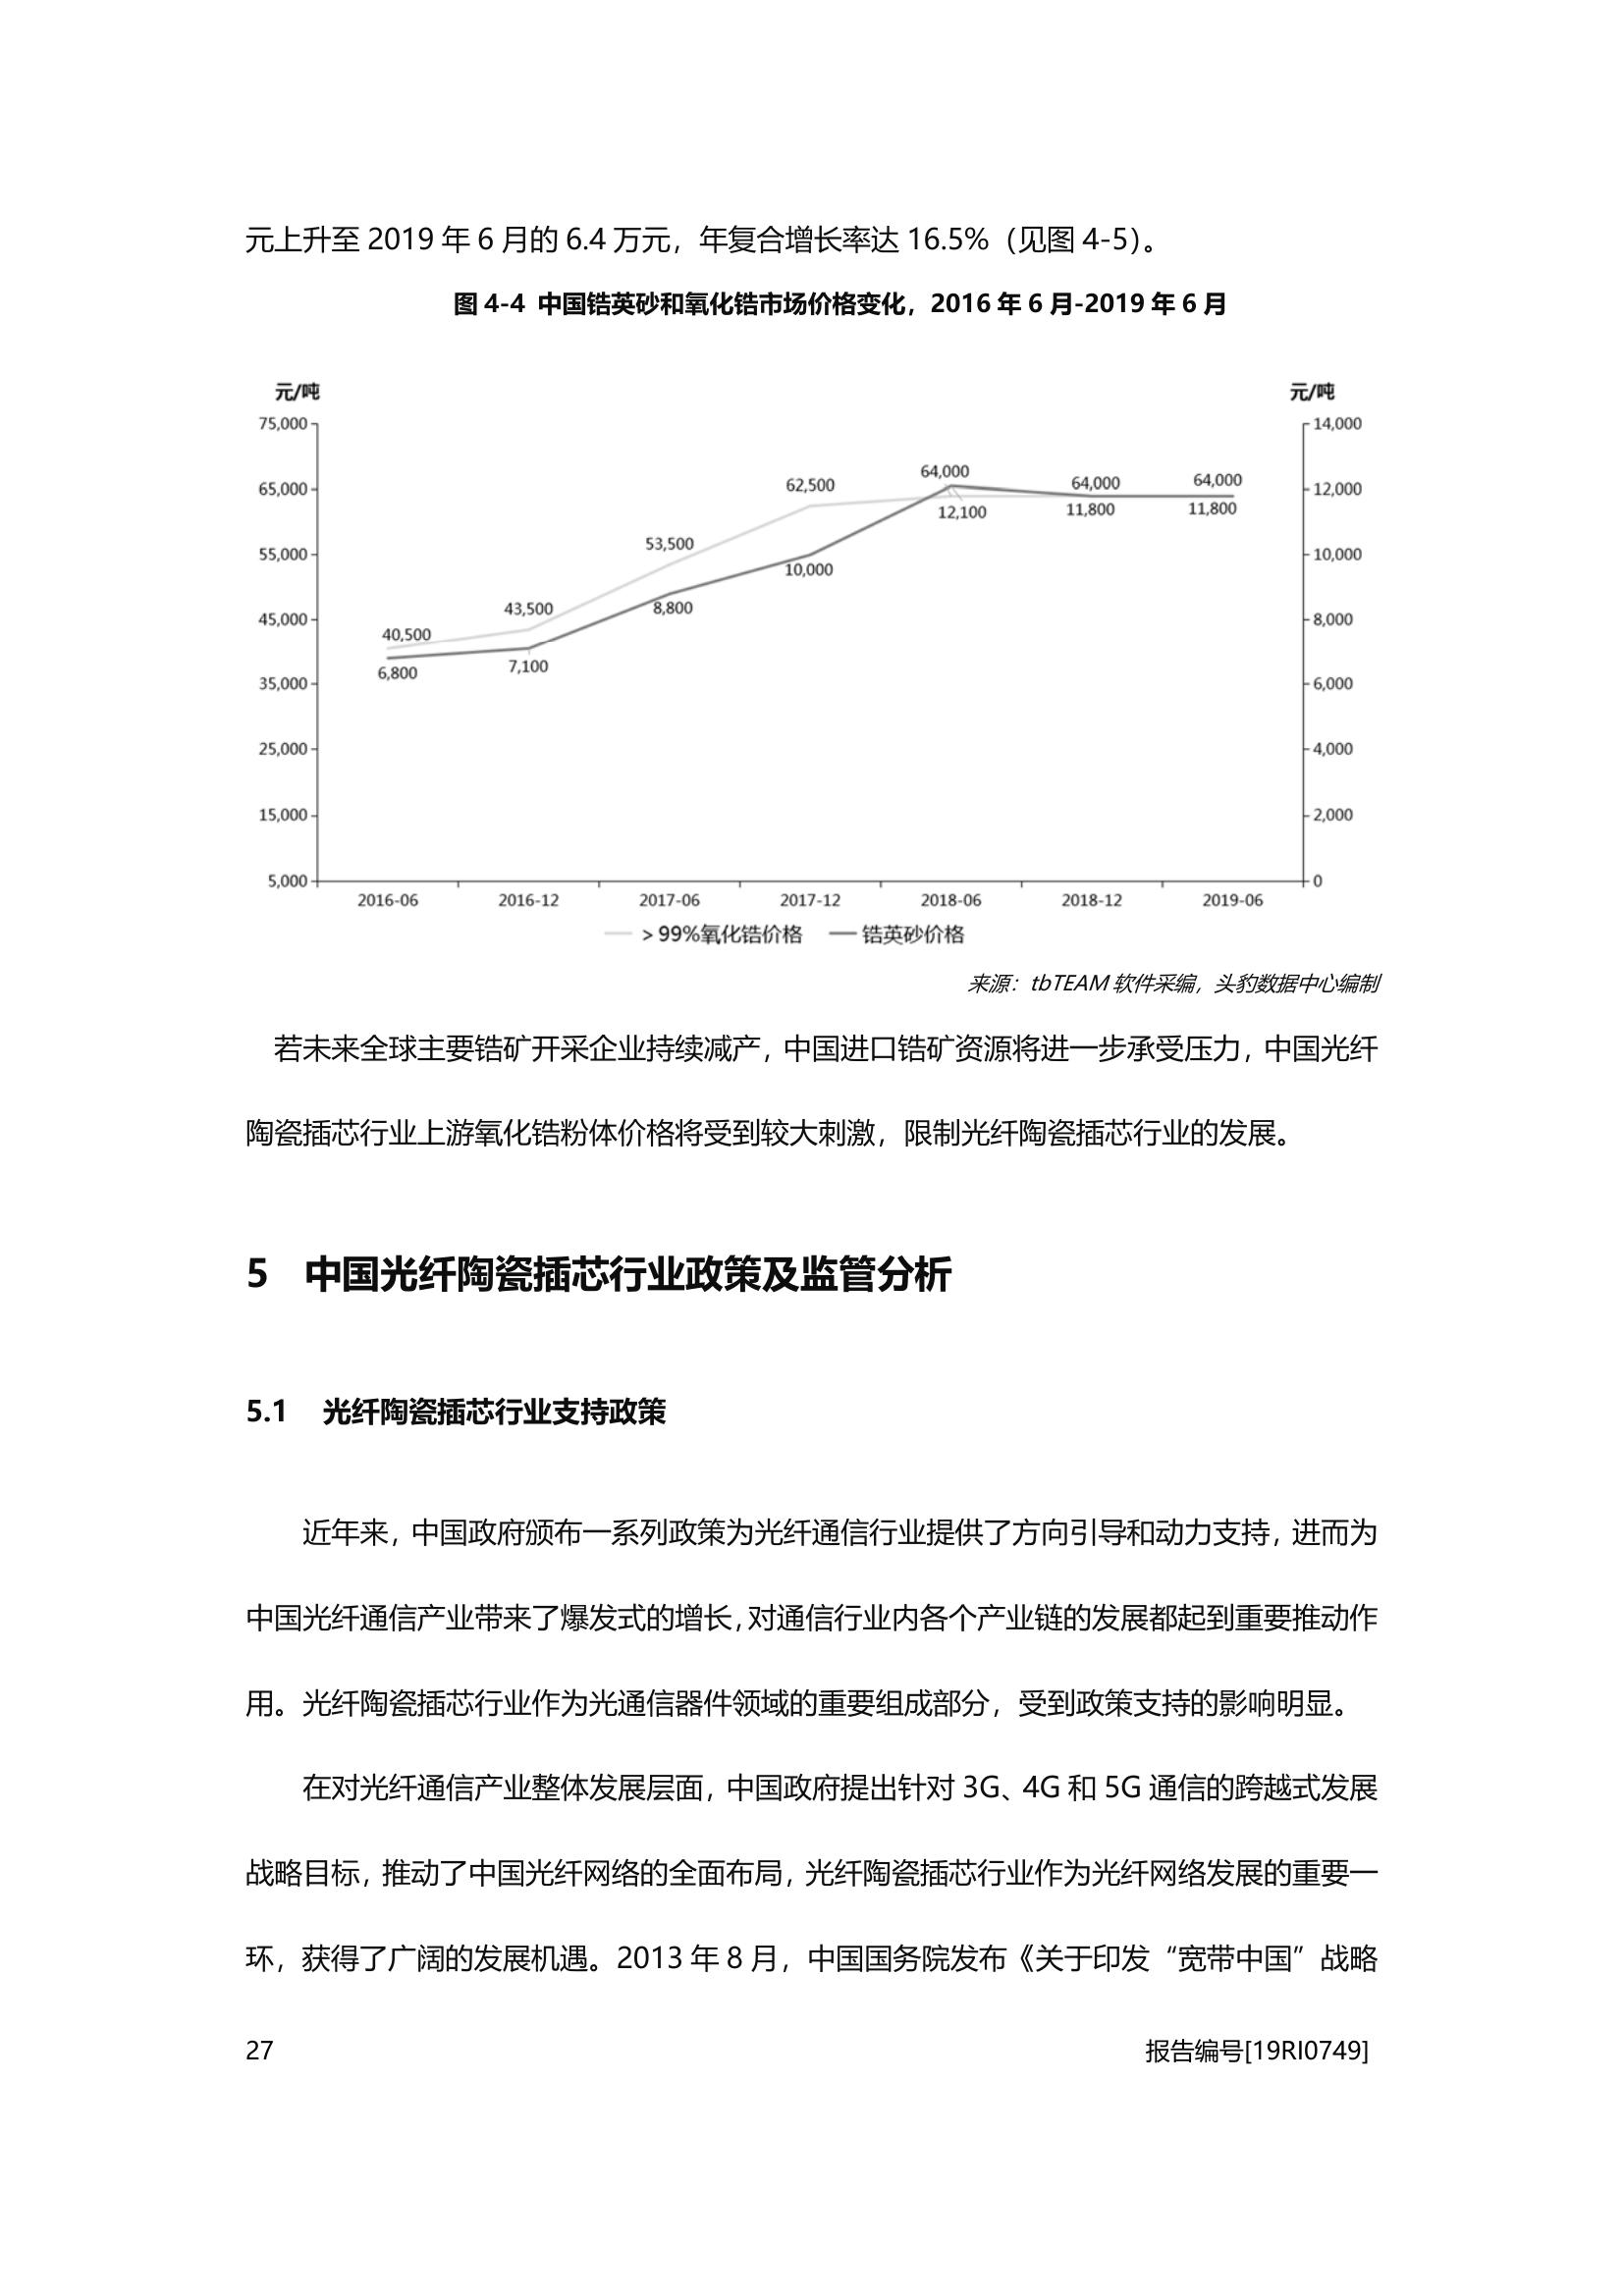 元上升至 2019 年 6 月的 6.4 万元，年复合增长率达 16.5%（见图 4-5）。
图 4-4 中国锆英砂和氧化锆市场价格变化，2016 年 6 月-2019 年 6 月
元/吨 元/吨
75,000 14,000
64,000 64,000 64,000
62,500
65,000 12,000
12,100 11,800 11,800
53,500
55,000 10,000
10,000
43,500 8,800
45,000 8,000
40,500
6,800 7,100
35,000 6,000
25,000 4,000
15,000 2,000
5,000 0
2016-06 2016-12 2017-06 2017-12 2018-06 2018-12 2019-06
> 99%氧化锆价格 锆英砂价格
来源：tbTEAM 软件采编，头豹数据中心编制
若未来全球主要锆矿开采企业持续减产，中国进口锆矿资源将进一步承受压力，中国光纤
陶瓷插芯行业上游氧化锆粉体价格将受到较大刺激，限制光纤陶瓷插芯行业的发展。
5 中国光纤陶瓷插芯行业政策及监管分析
5.1 光纤陶瓷插芯行业支持政策
近年来，中国政府颁布一系列政策为光纤通信行业提供了方向引导和动力支持，进而为
中国光纤通信产业带来了爆发式的增长，对通信行业内各个产业链的发展都起到重要推动作
用。光纤陶瓷插芯行业作为光通信器件领域的重要组成部分，受到政策支持的影响明显。
在对光纤通信产业整体发展层面，中国政府提出针对 3G、4G 和 5G 通信的跨越式发展
战略目标，推动了中国光纤网络的全面布局，光纤陶瓷插芯行业作为光纤网络发展的重要一
环，获得了广阔的发展机遇。2013 年 8 月，中国国务院发布《关于印发“宽带中国”战略
27 报告编号[19RI0749]